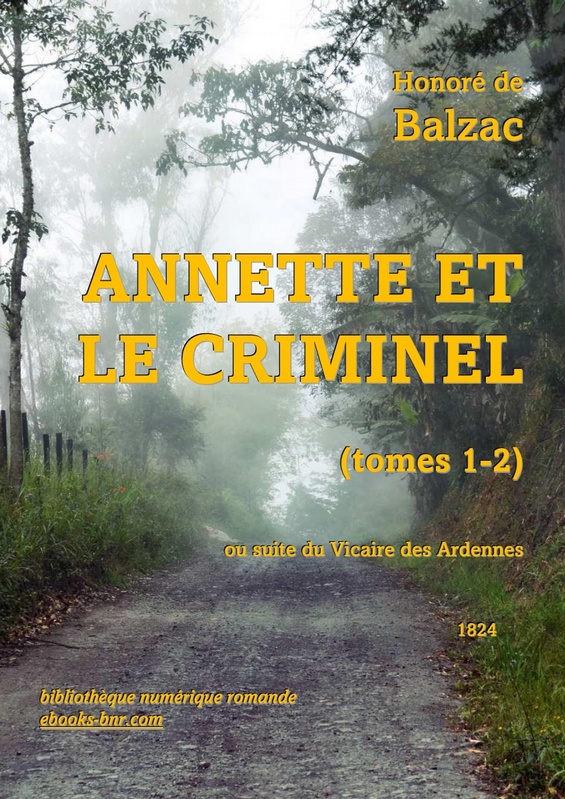 Honoré de
Balzac
ANNETTE ET
LE CRIMINEL
(tomes 1-2)
ou suite du Vicaire des Ardennes
1824
bibliothèque numérique romande
ebooks-bnr.com